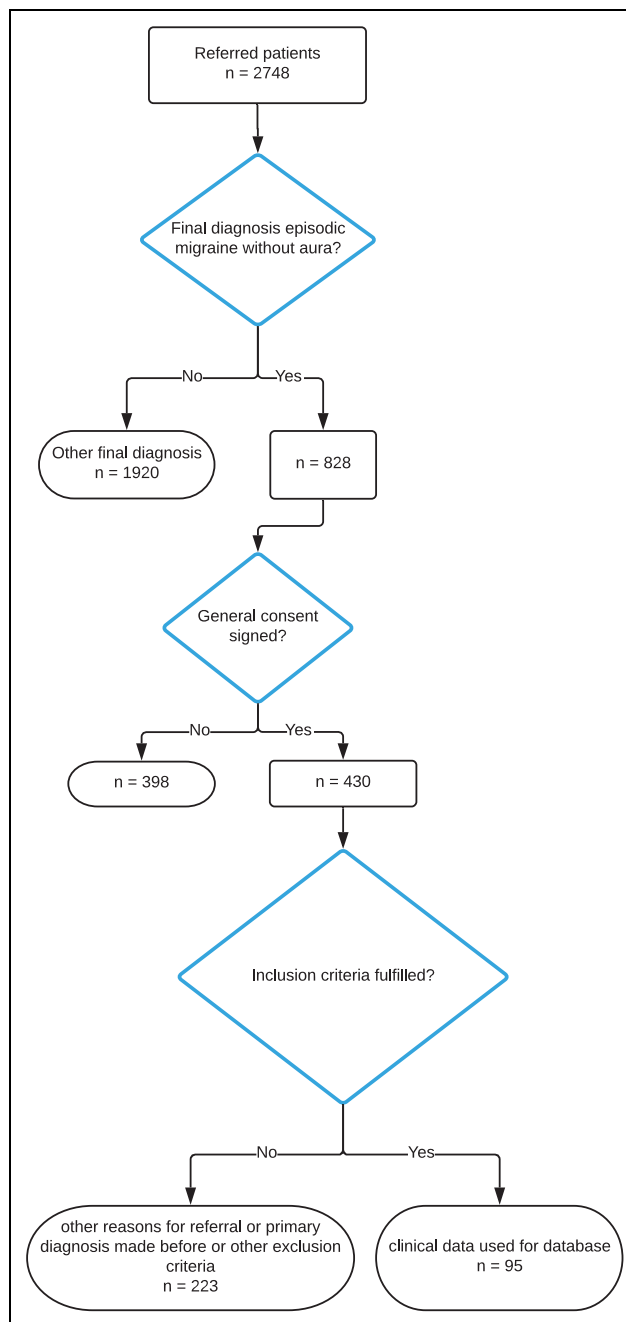 Referred patients
n = 2748
Final diagnosis episodic
migraine without aura?
No
Yes
Other final diagnosis
n = 1920
n = 828
General consent
signed?
No
Yes
n = 398
n = 430
Inclusion criteria fulfilled?
No
Yes
other reasons for referral or primary
diagnosis made before or other exclusion
criteria
n = 223
clinical data used for database
n = 95